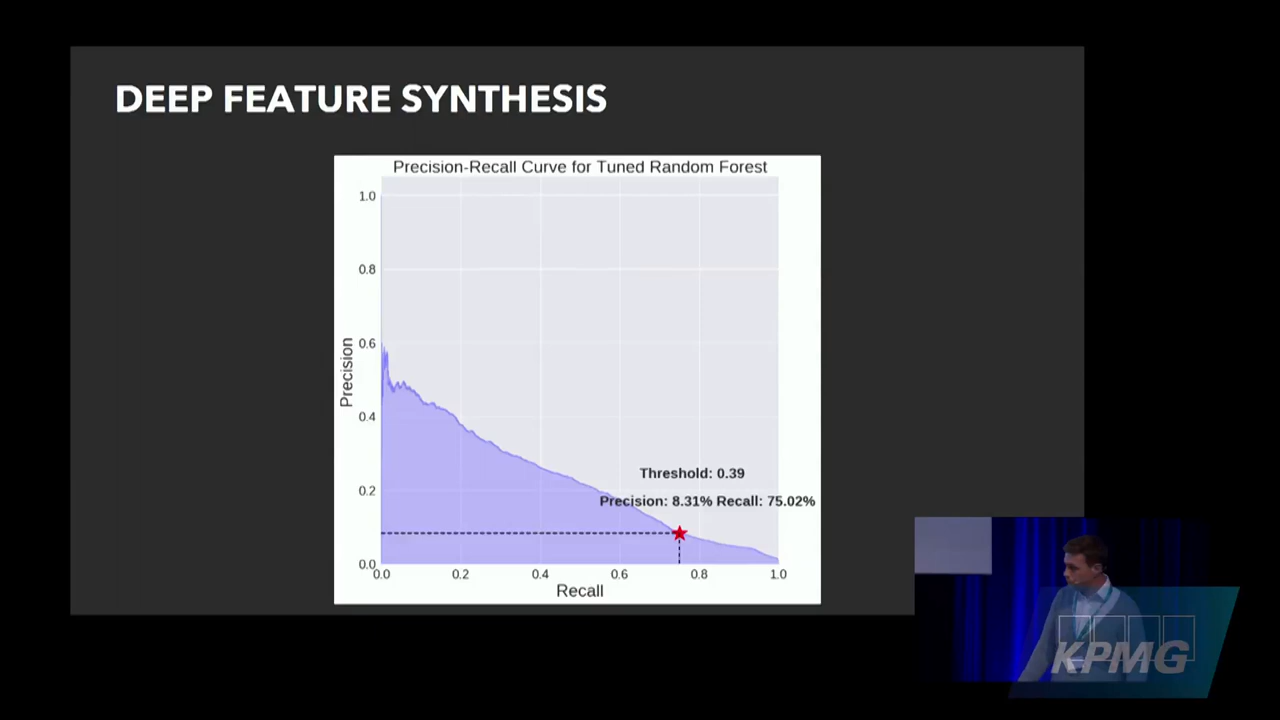 DEEP FEATURE SYNTHESIS
Precision-Recall Curve for Tuned Random Forest
1.0
0.8
0.6
0.4
0.2
0.0
Precision
Threshold: 0.39
Precision: 8.31% Recall: 75.02%
0.0 0.2 0.4 0.6 0.8 1.0
Recall
KPMG